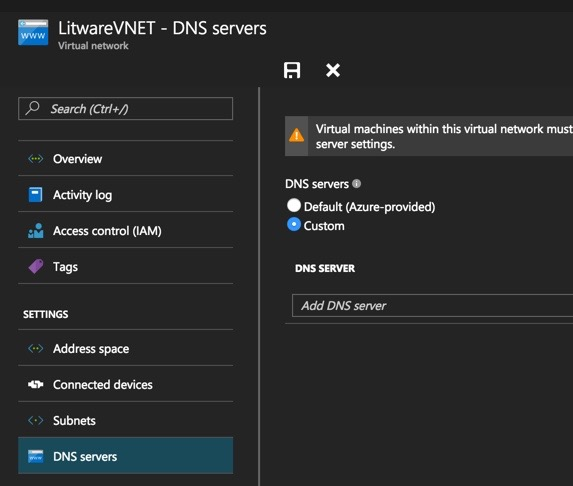 LitwareVNET - DNS servers
Virtual network
Search (Ctrl+/)
Overview
Activity log
Access control (IAM)
Tags
SETTINGS
Address space
Connected devices
Subnets
DNS servers
Virtual machines within this virtual network must
server settings.
DNS servers
Default (Azure-provided)
Custom
DNS SERVER
Add DNS server